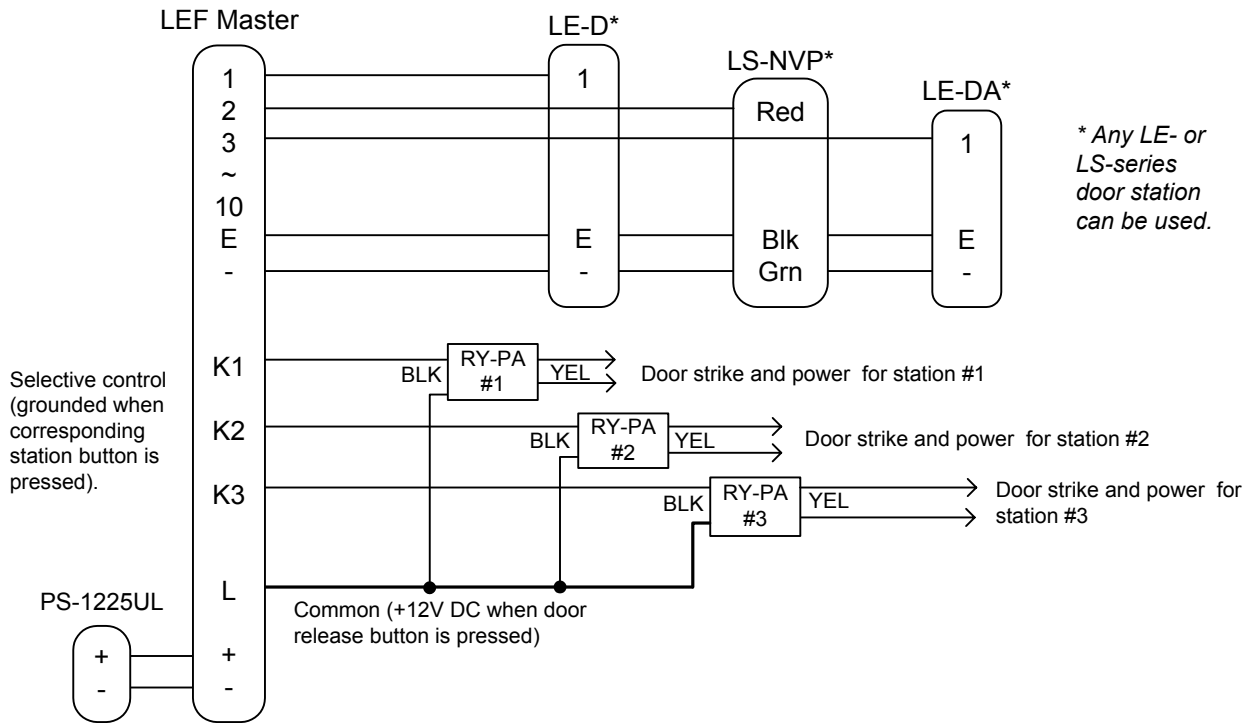 LEF Master
1
2
3
~
10
E
-
K1
K2
K3
L
+
-
LE-D*
1
E
-
LS-NVP*
Red
Blk
Grn
LE-DA*
1
E
-
* Any LE- or
LS-series
door station
can be used.
Selective control
(grounded when
corresponding
station button is
pressed).
BLK
RY-PA
#1
YEL
Door strike and power for station #1
BLK
RY-PA
#2
YEL
Door strike and power for station #2
BLK
RY-PA
#3
YEL
Door strike and power for
station #3
Common (+12V DC when door
release button is pressed)
PS-1225UL
+
-